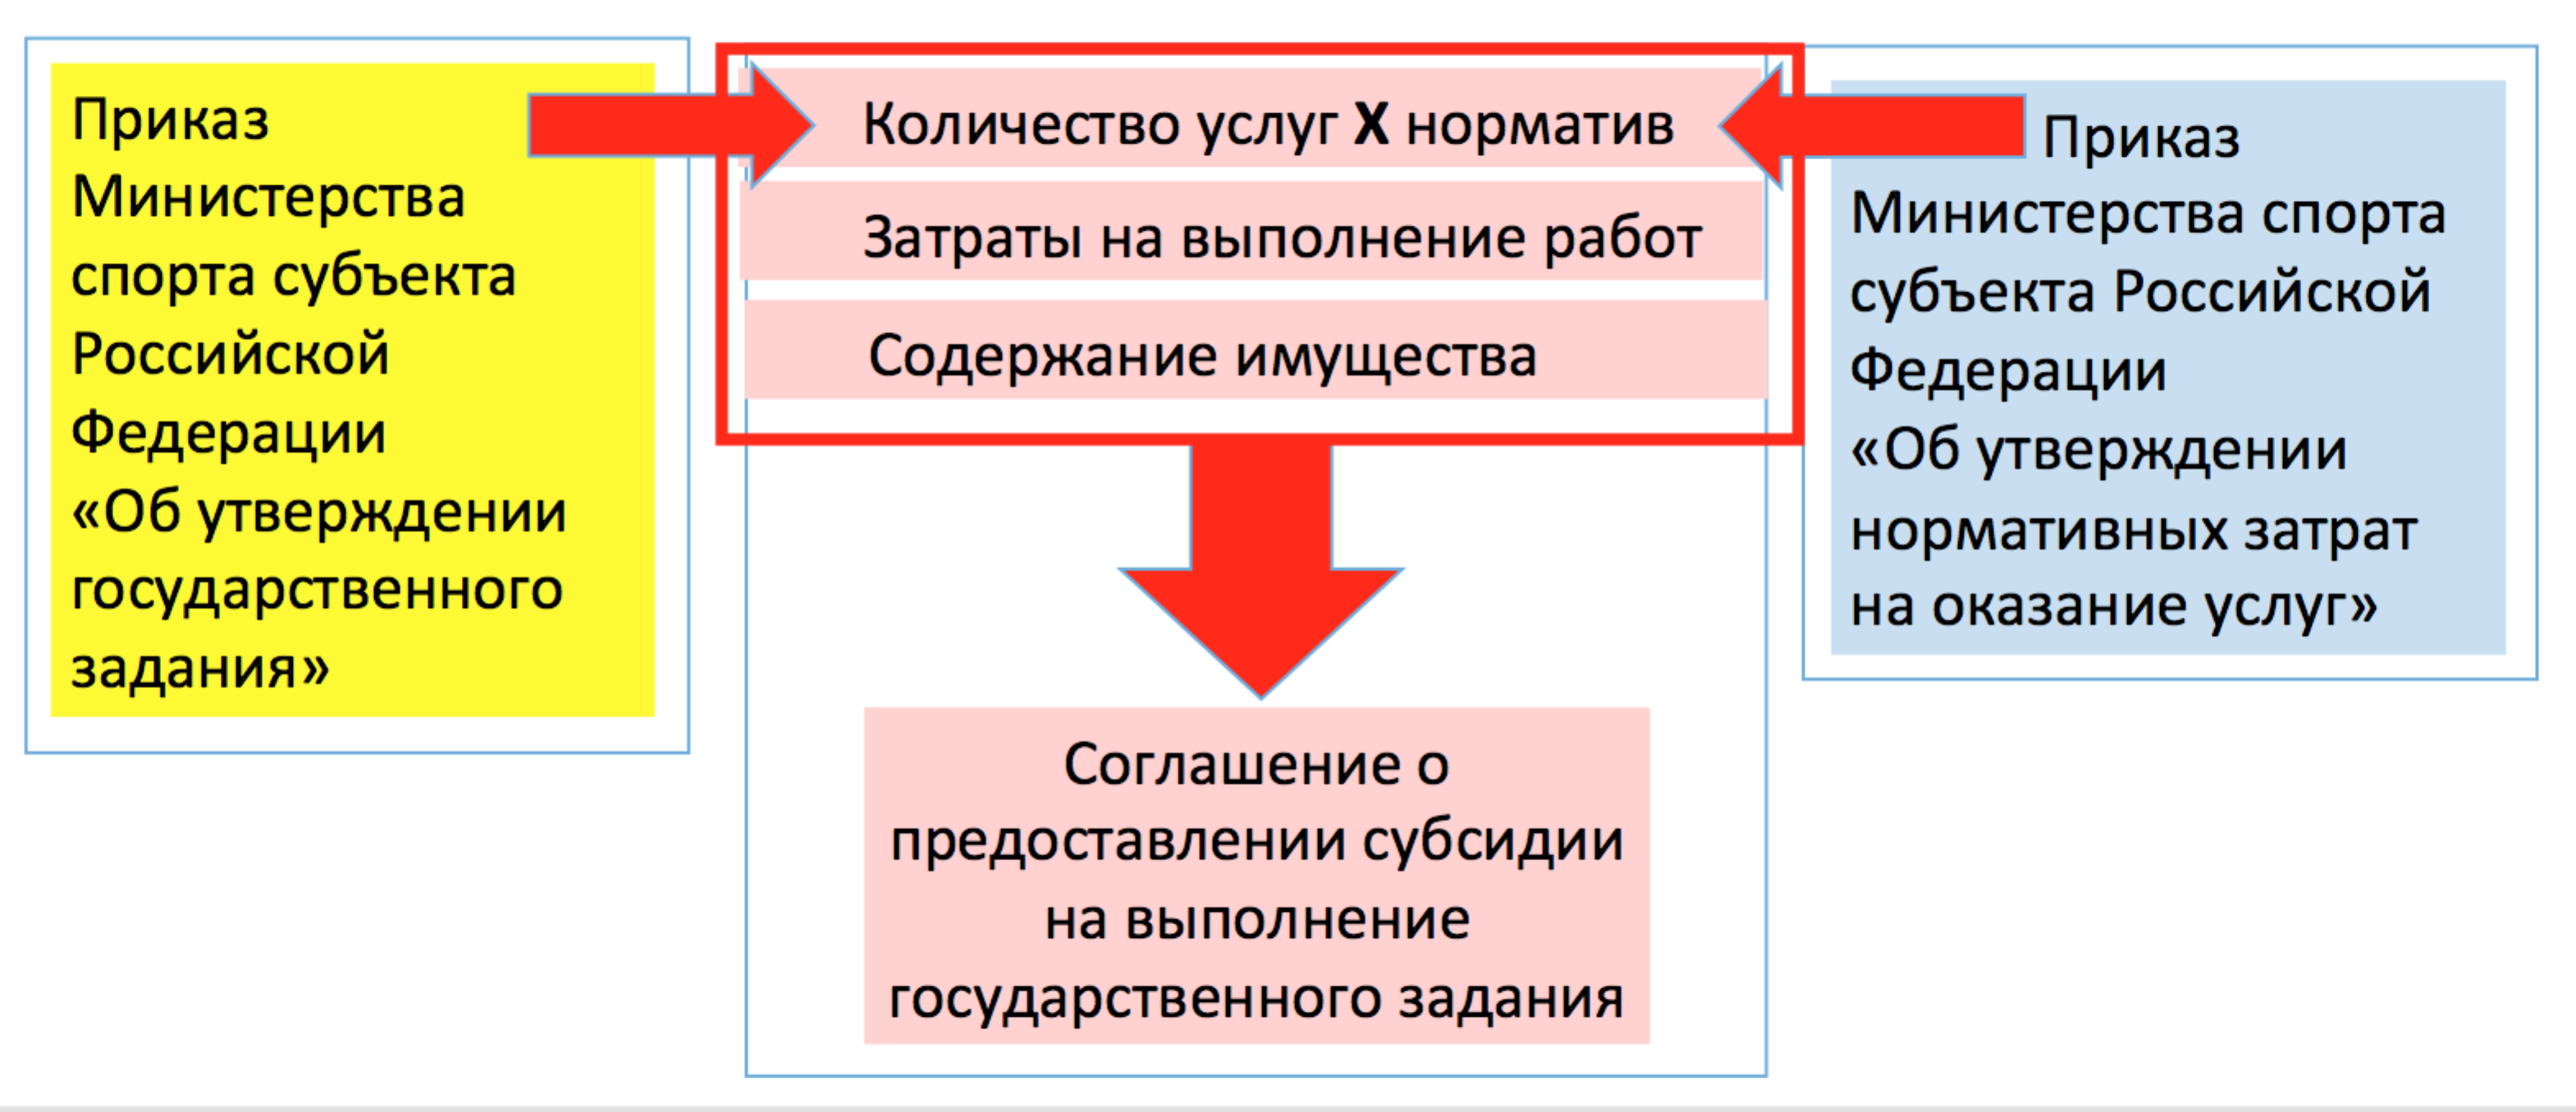 Приказ
Министерства
спорта субъекта
Российской
Федерации
«Об утверждении
государственного
задания»
Количество услуг Х норматив
Затраты на выполнение работ
Содержание имущества
Соглашение о
предоставлении субсидии
на выполнение
государственного задания
Приказ
Министерства спорта
субъекта Российской
Федерации
«Об утверждении
нормативных затрат
на оказание услуг»